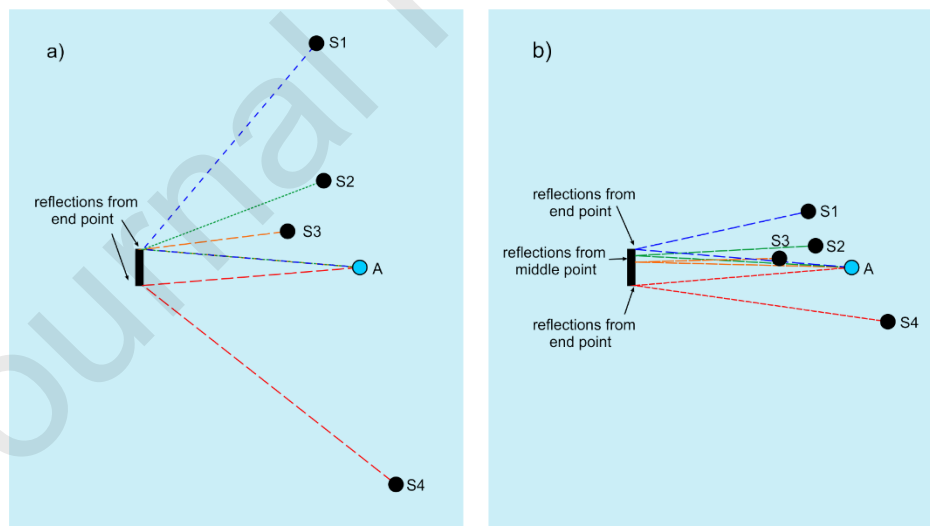 a)
S1
S2
reflections from
end point
S3
A
S4
b)
reflections from
end point
S1
S3
S2
reflections from
middle point
A
reflections from
end point
S4